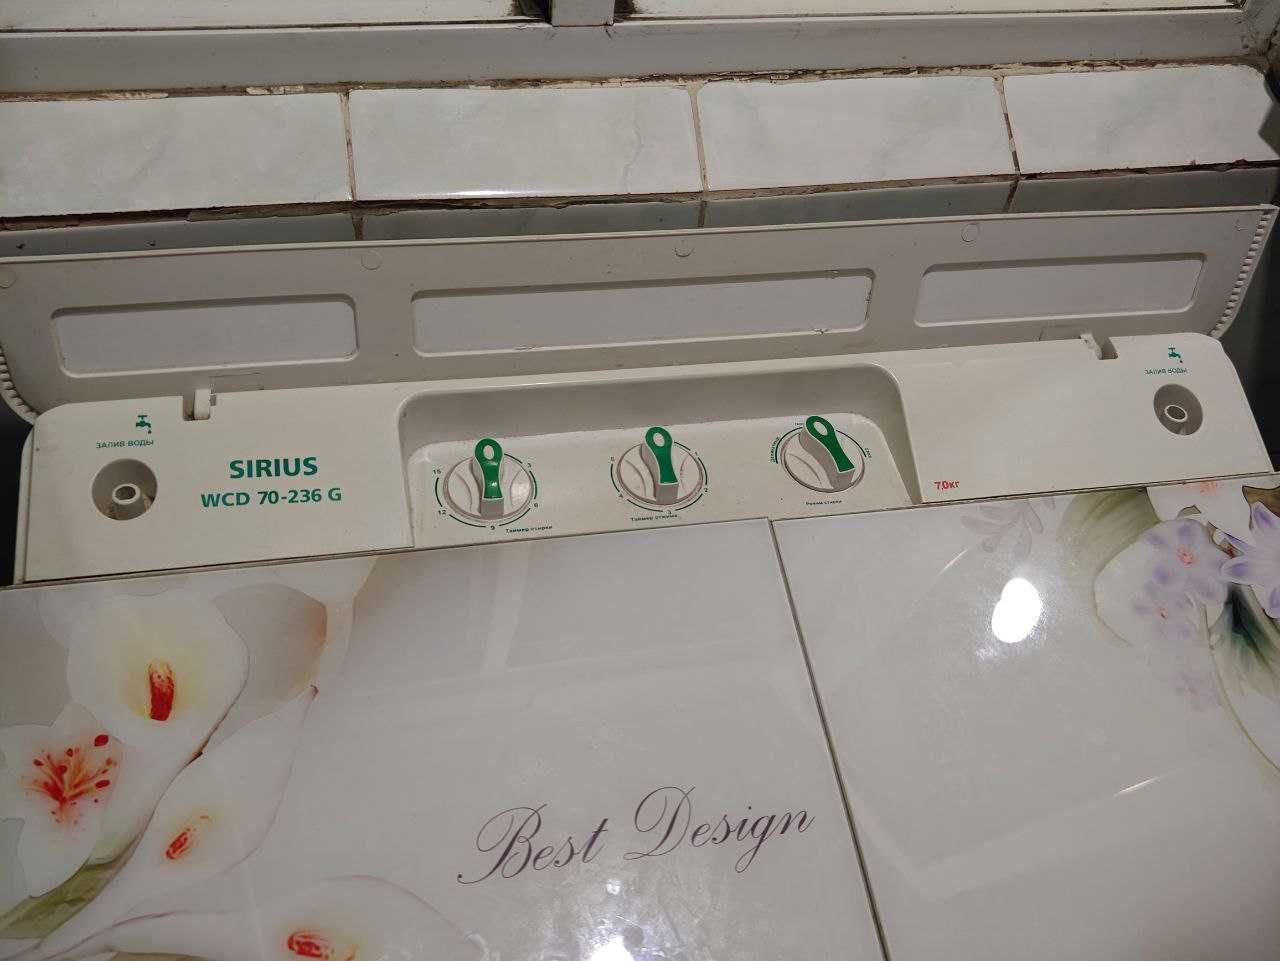 ЗАЛИВ ВОДЫ
SIRIUS
WCD 70-236 G
15
3
12
6
9
Таймер стирки
5
1
4
2
3
Таймер отжима
Режим стирки
7,0кг
ЗАЛИВ ВОДЫ
Best Design